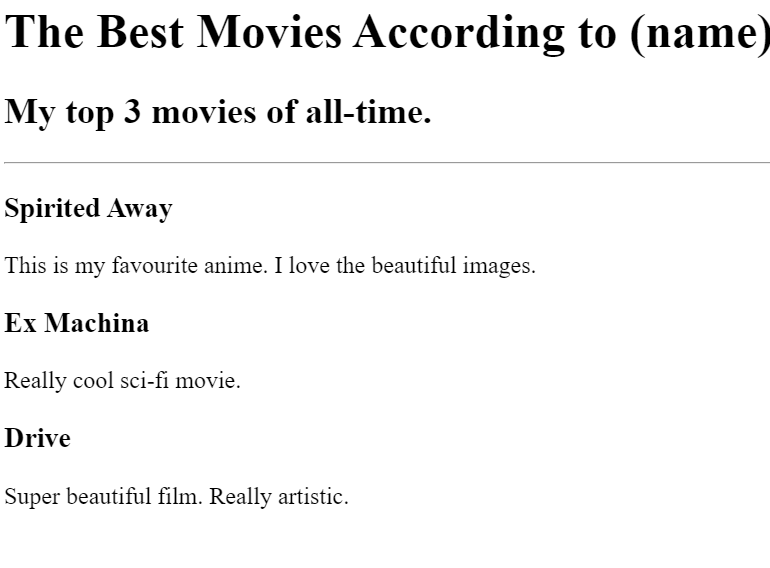 The Best Movies According to (name)
My top 3 movies of all-time.
Spirited Away
This is my favourite anime. I love the beautiful images.
Ex Machina
Really cool sci-fi movie.
Drive
Super beautiful film. Really artistic.